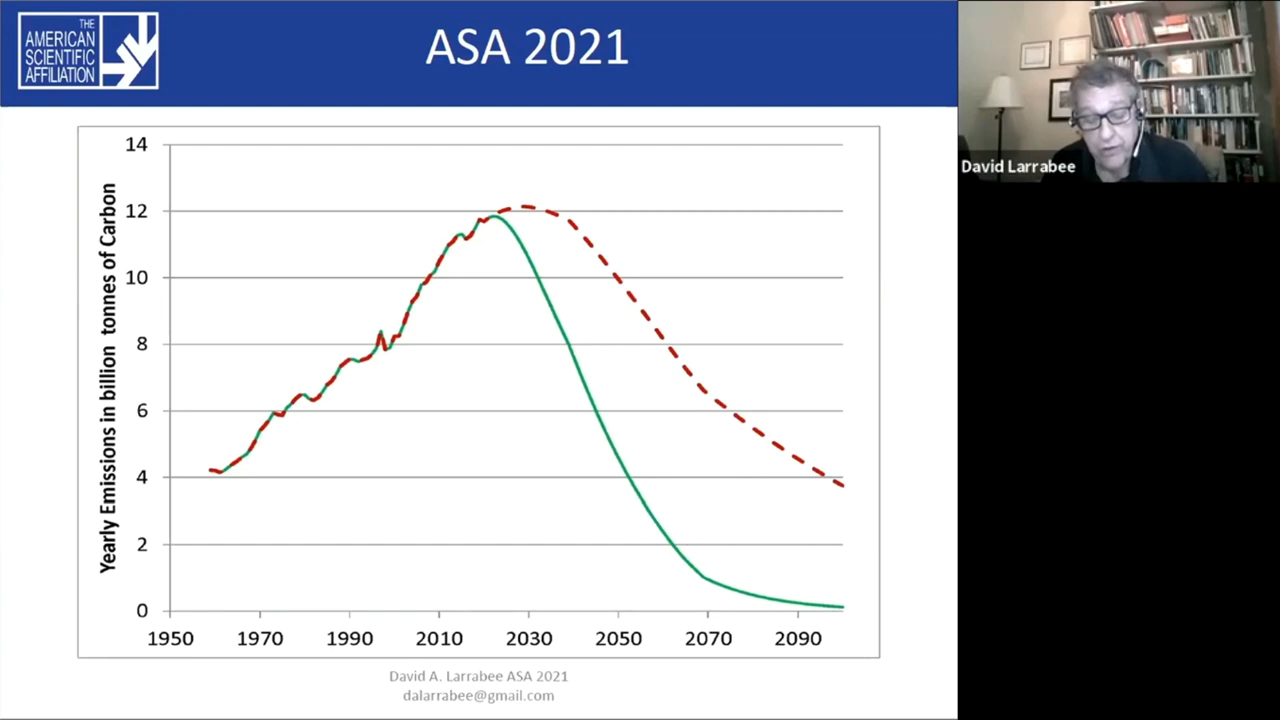 THE
AMERICAN
SCIENTIFIC
AFFILIATION
ASA 2021
David Larrabee
Yearly Emissions in billion tonnes of Carbon
14
12
10
8
6
4
2
0
1950 1970 1990 2010 2030 2050 2070 2090
David A. Larrabee ASA 2021
dalarrabee@gmail.com